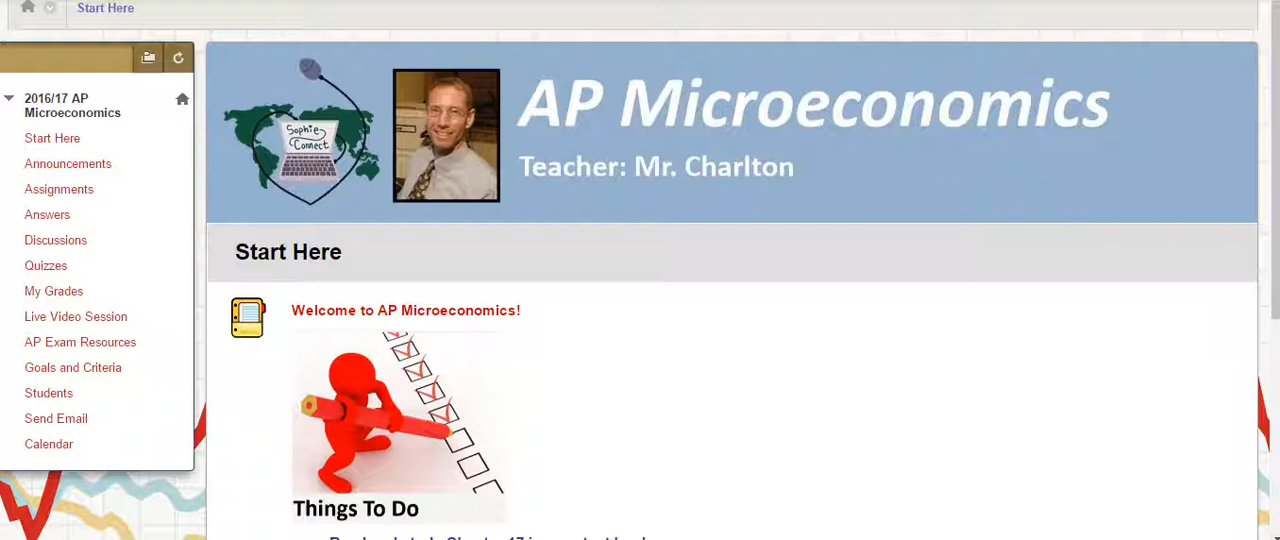 Start Here
2016/17 AP
Microeconomics
Start Here
Announcements
Assignments
Answers
Discussions
Quizzes
My Grades
Live Video Session
AP Exam Resources
Goals and Criteria
Students
Send Email
Calendar
Sophie
Connect
AP Microeconomics
Teacher: Mr. Charlton
Start Here
Welcome to AP Microeconomics!
Things To Do